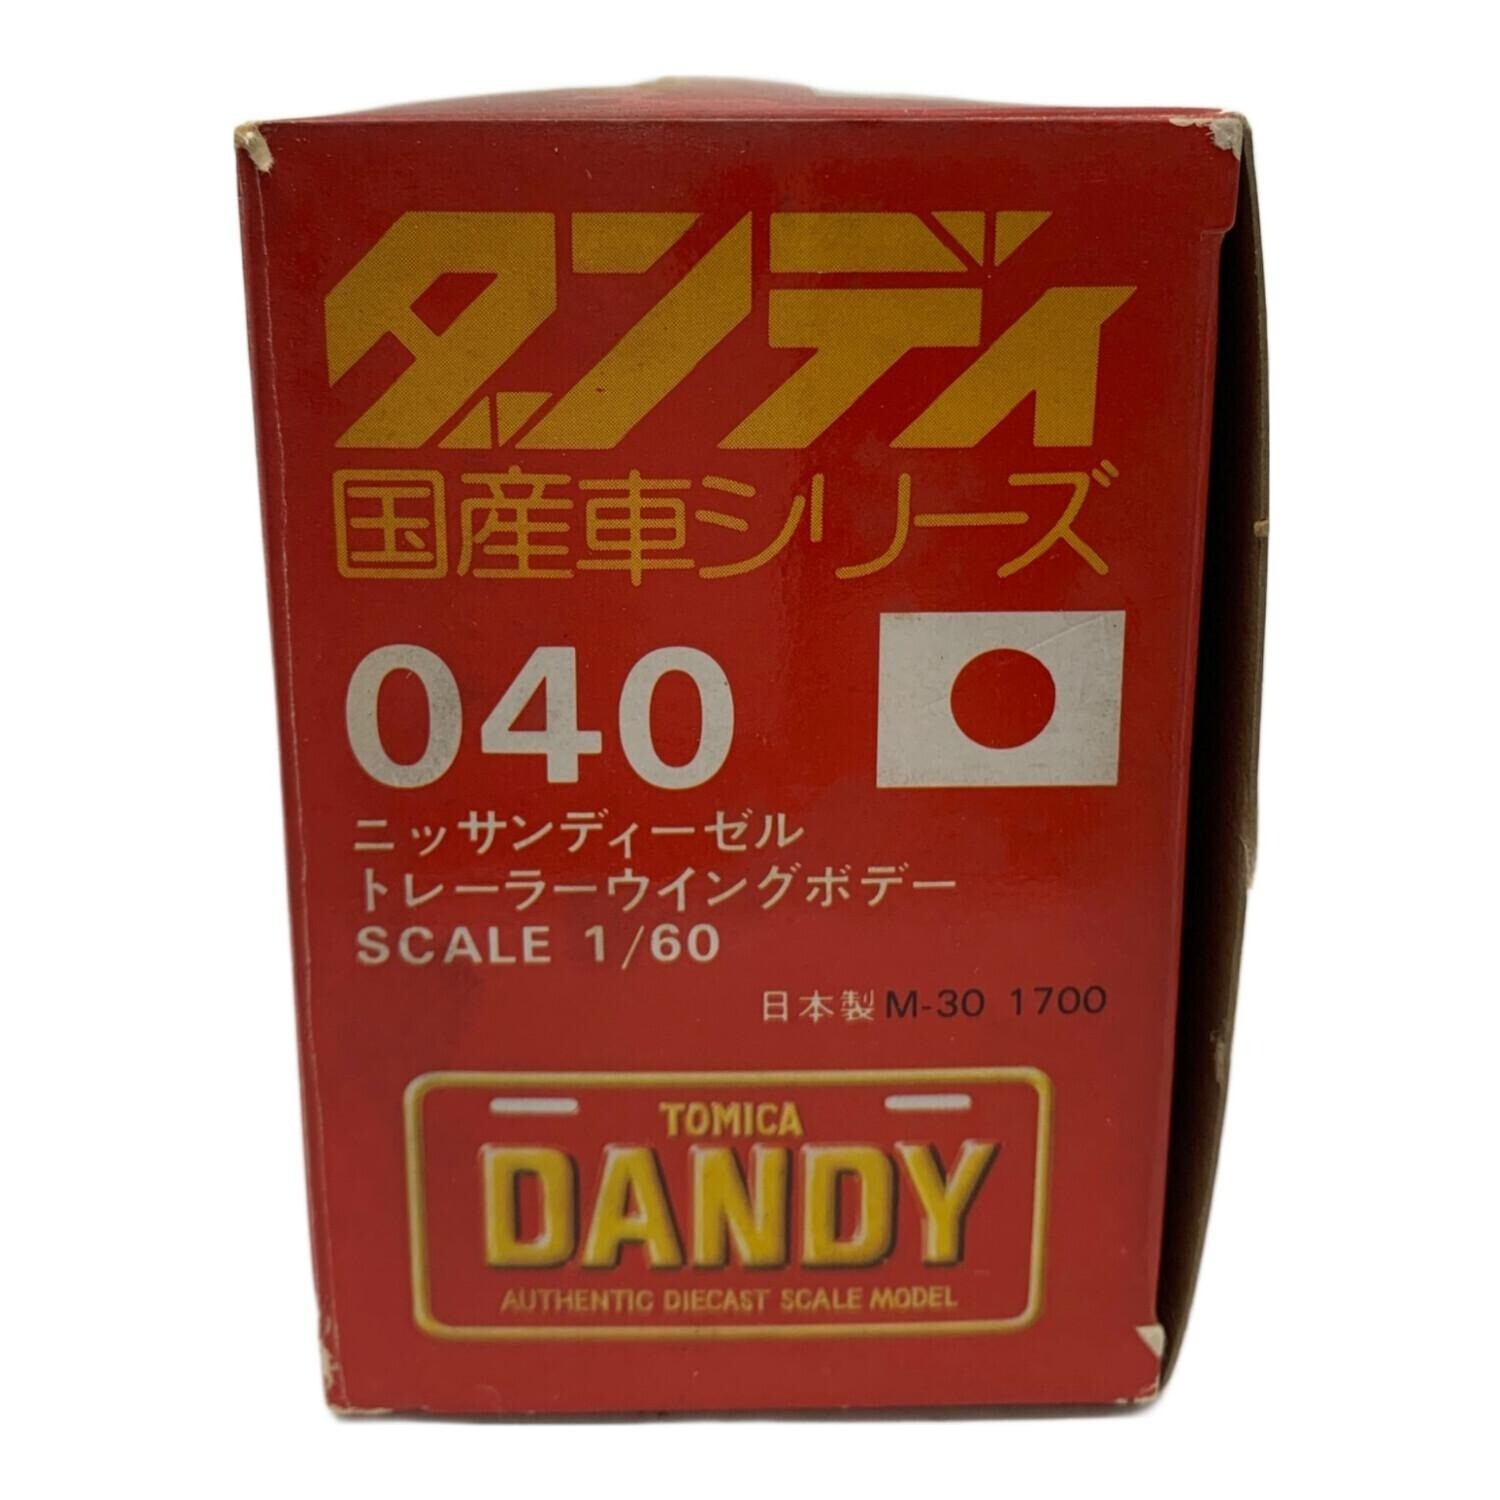 ダンディ
国産車シリーズ
040
ニッサンディーゼル
トレーラーウイングボデー
SCALE 1/60
日本製 M-30 1700
TOMICA
DANDY
AUTHENTIC DIECAST SCALE MODEL